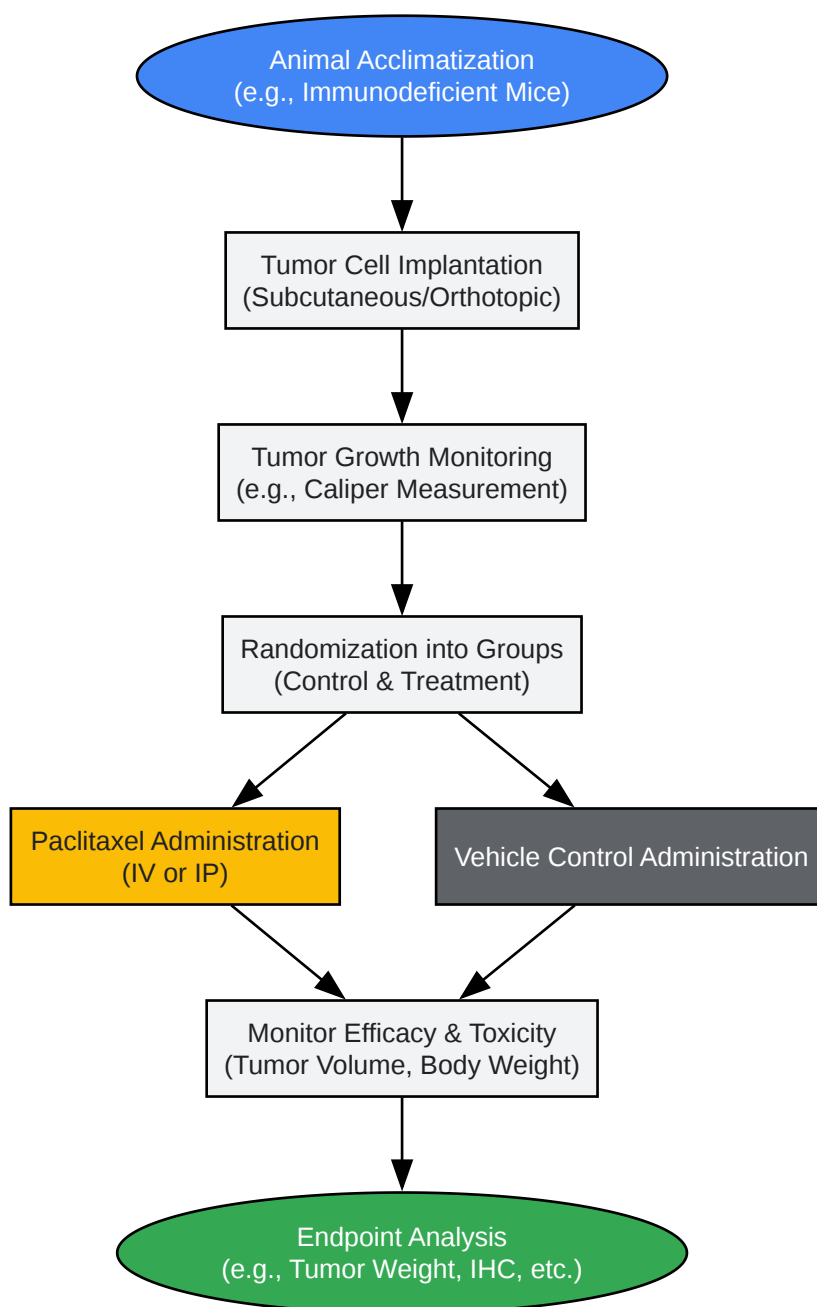 Animal Acclimatization
(e.g., Immunodeficient Mice)
Tumor Cell Implantation
(Subcutaneous/Orthotopic)
Tumor Growth Monitoring
(e.g., Caliper Measurement)
Randomization into Groups
(Control & Treatment)
Paclitaxel Administration
(IV or IP)
Vehicle Control Administration
Monitor Efficacy & Toxicity
(Tumor Volume, Body Weight)
Endpoint Analysis
(e.g., Tumor Weight, IHC, etc.)